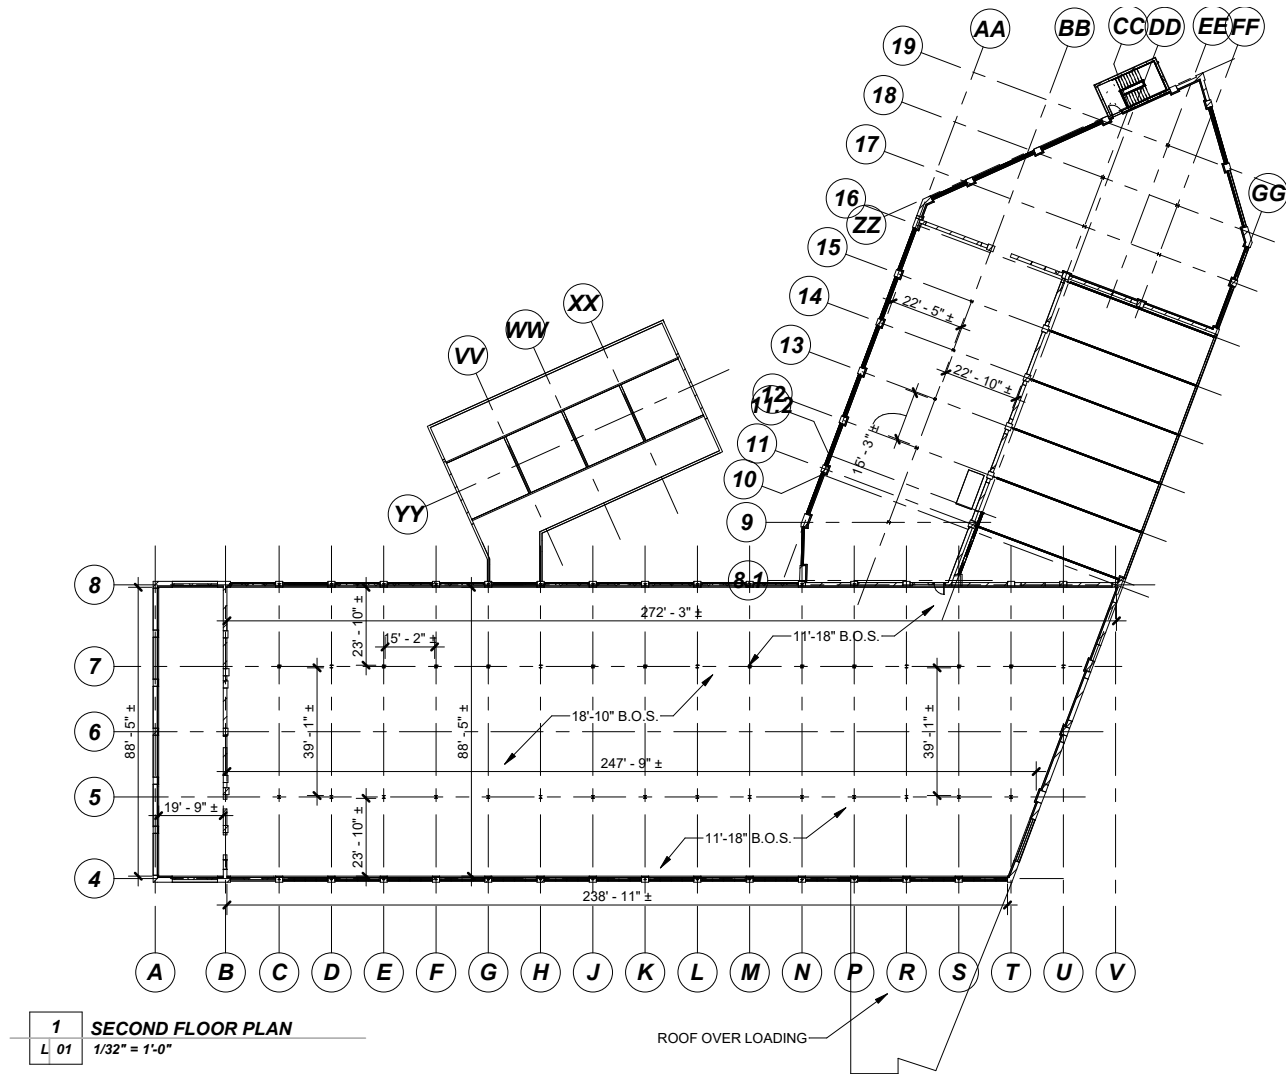 19
AA
BB
CC
DD
EE
FF
18
17
16
ZZ
GG
15
14
22' - 5" ±
XX
WW
VV
13
22' - 10" ±
12
11.2
15' - 3" ±
11
10
YY
9
8
8.1
272' - 3" ±
23' - 10" ±
15' - 2" ±
11'-18" B.O.S.
7
88' - 5" ±
39' - 1" ±
18'-10" B.O.S.
88' - 5" ±
39' - 1" ±
6
247' - 9" ±
5
19' - 9" ±
23' - 10" ±
11'-18" B.O.S.
4
238' - 11" ±
A
B
C
D
E
F
G
H
J
K
L
M
N
P
R
S
T
U
V
1
SECOND FLOOR PLAN
L 01
1/32" = 1'-0"
ROOF OVER LOADING